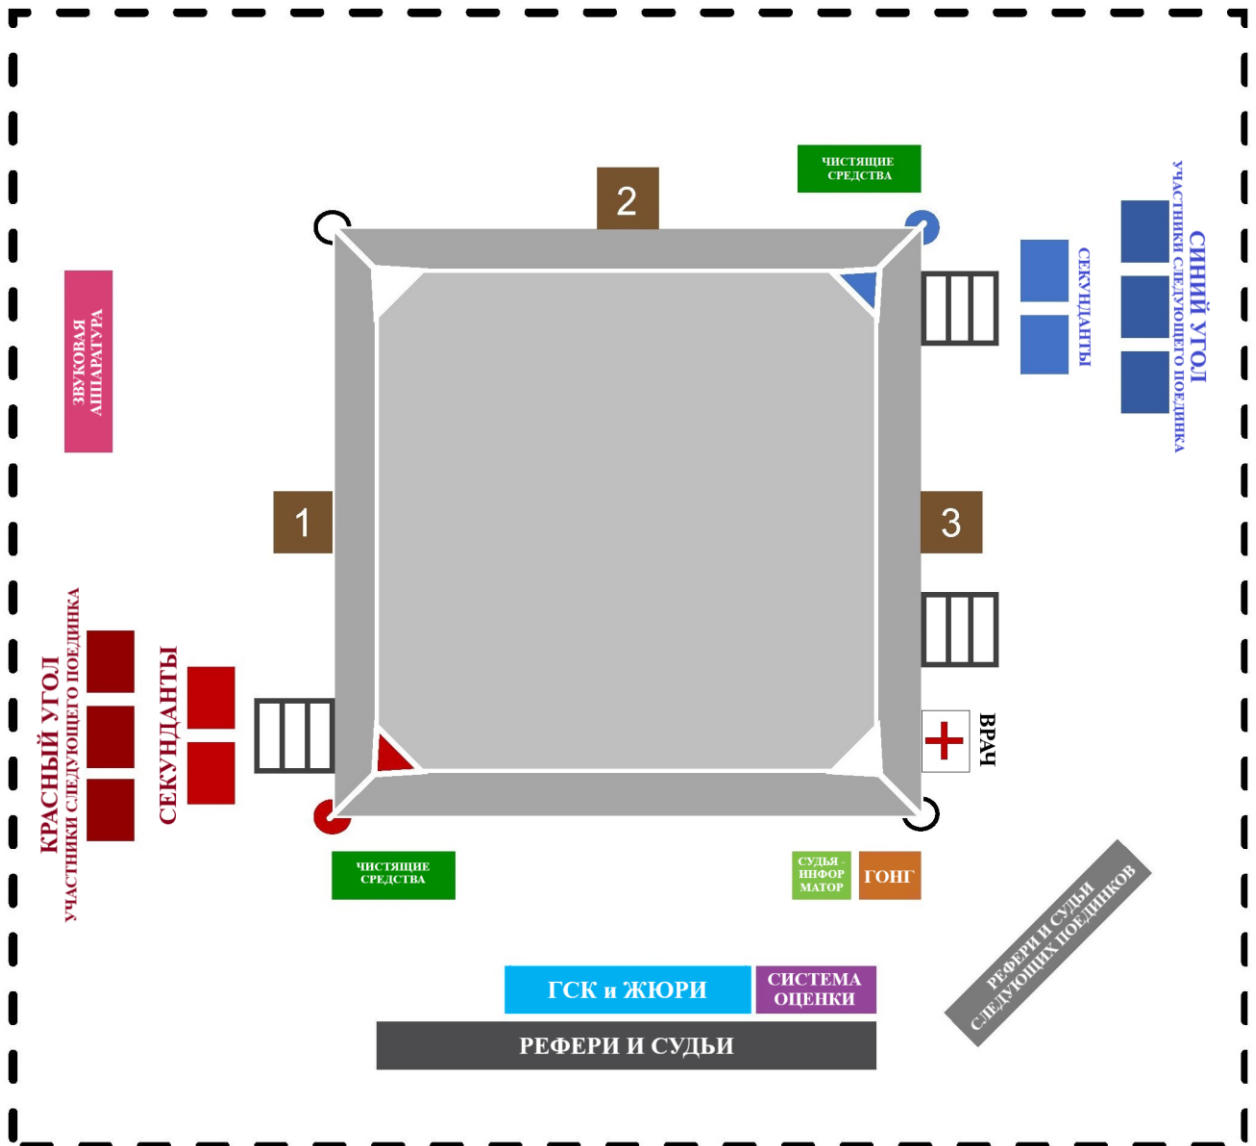 ЧИСТЯЩИЕ
СРЕДСТВА
2
СИНИЙ УГОЛ
УЧАСТНИКИ СЛЕДУЮЩЕГО ПОЕДИНКА
СЕКУНДАНТЫ
ЗВУКОВАЯ
АППАРАТУРА
1
3
КРАСНЫЙ УГОЛ
УЧАСТНИКИ СЛЕДУЮЩЕГО ПОЕДИНКА
СЕКУНДАНТЫ
ВРАЧ
ЧИСТЯЩИЕ
СРЕДСТВА
СУДЬЯ -
ИНФОР
МАТОР
ГОНГ
РЕФЕРИ И СУДЬИ
СЛЕДУЮЩИХ ПОЕДИНКОВ
ГСК и ЖЮРИ
СИСТЕМА
ОЦЕНКИ
РЕФЕРИ И СУДЬИ